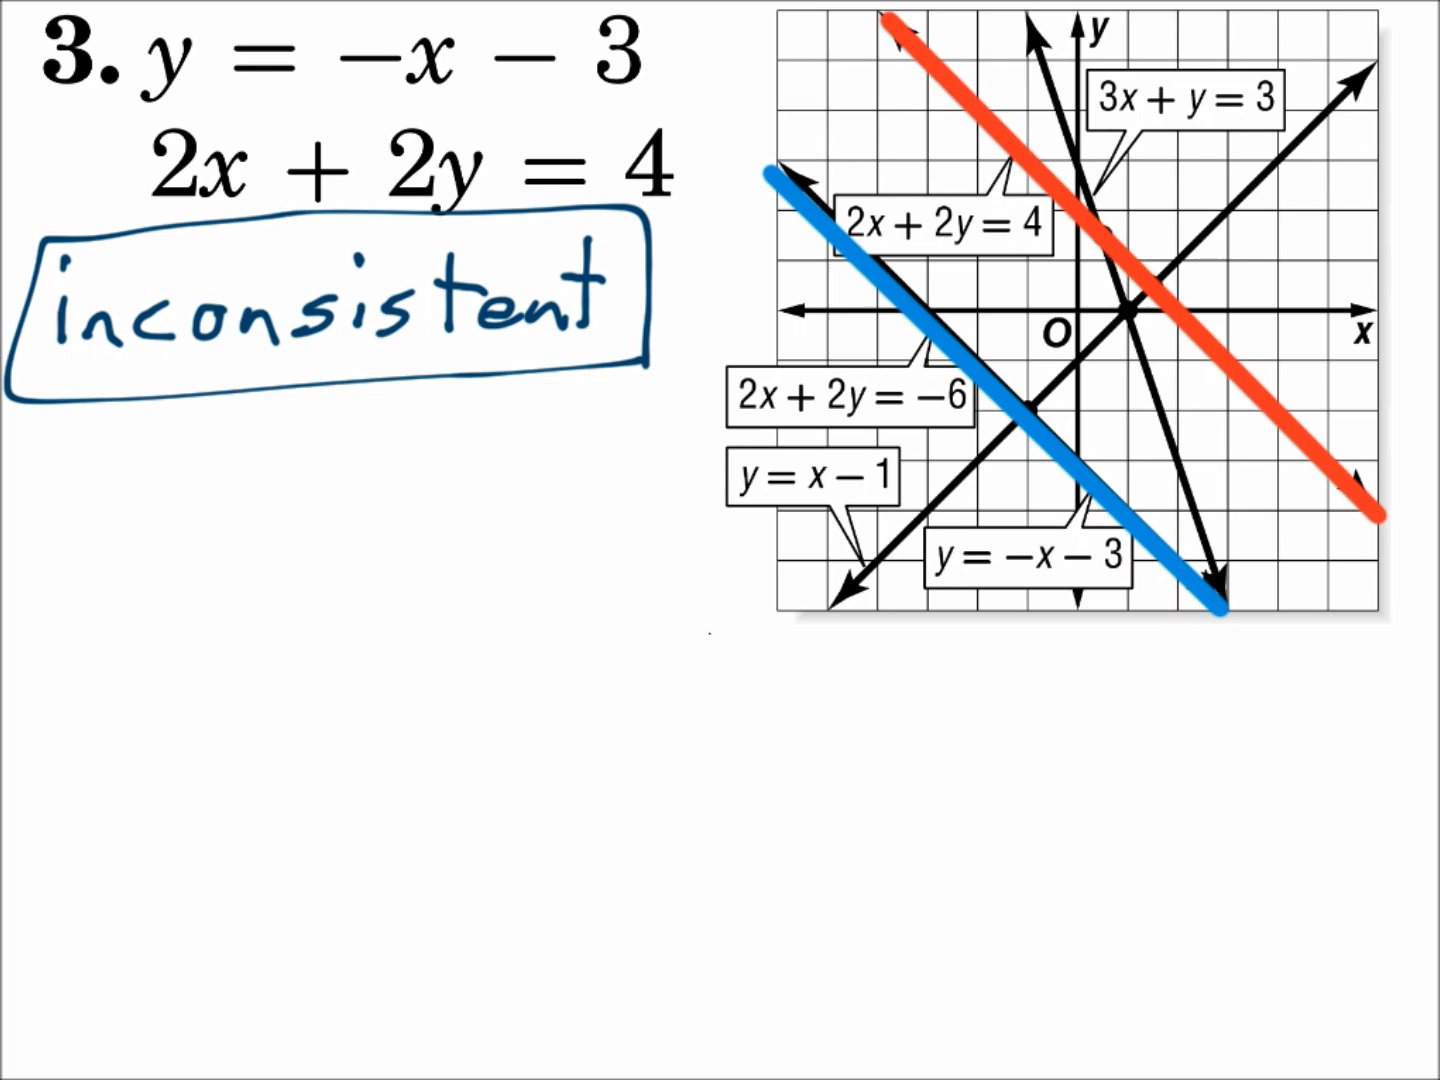 3. y = −x − 3
2x + 2y = 4
inconsistent
y
3x + y = 3
2x + 2y = 4
O
x
2x + 2y = −6
y = x − 1
y = −x − 3